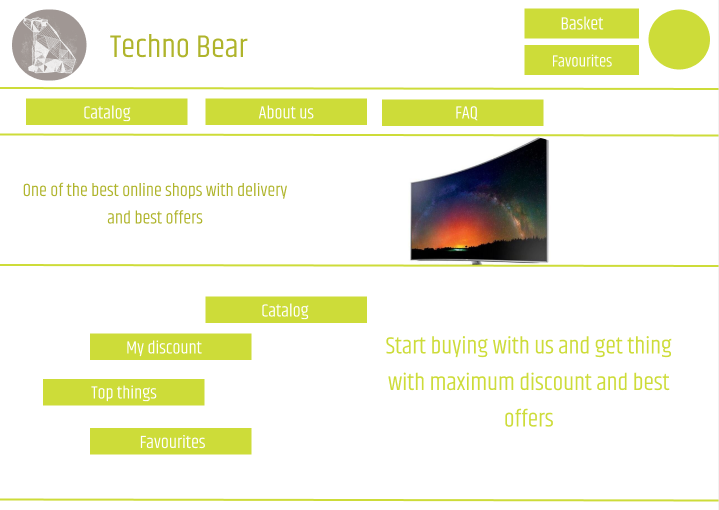 Techno Bear
Basket
Favourites
Catalog
About us
FAQ
One of the best online shops with delivery
and best offers
Catalog
My discount
Top things
Favourites
Start buying with us and get thing
with maximum discount and best
offers